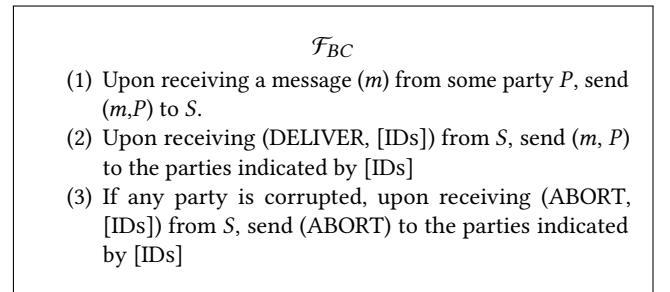 ℱ_BC
(1) Upon receiving a message (m) from some party P, send
(m,P) to S.
(2) Upon receiving (DELIVER, [IDs]) from S, send (m, P)
to the parties indicated by [IDs]
(3) If any party is corrupted, upon receiving (ABORT,
[IDs]) from S, send (ABORT) to the parties indicated
by [IDs]